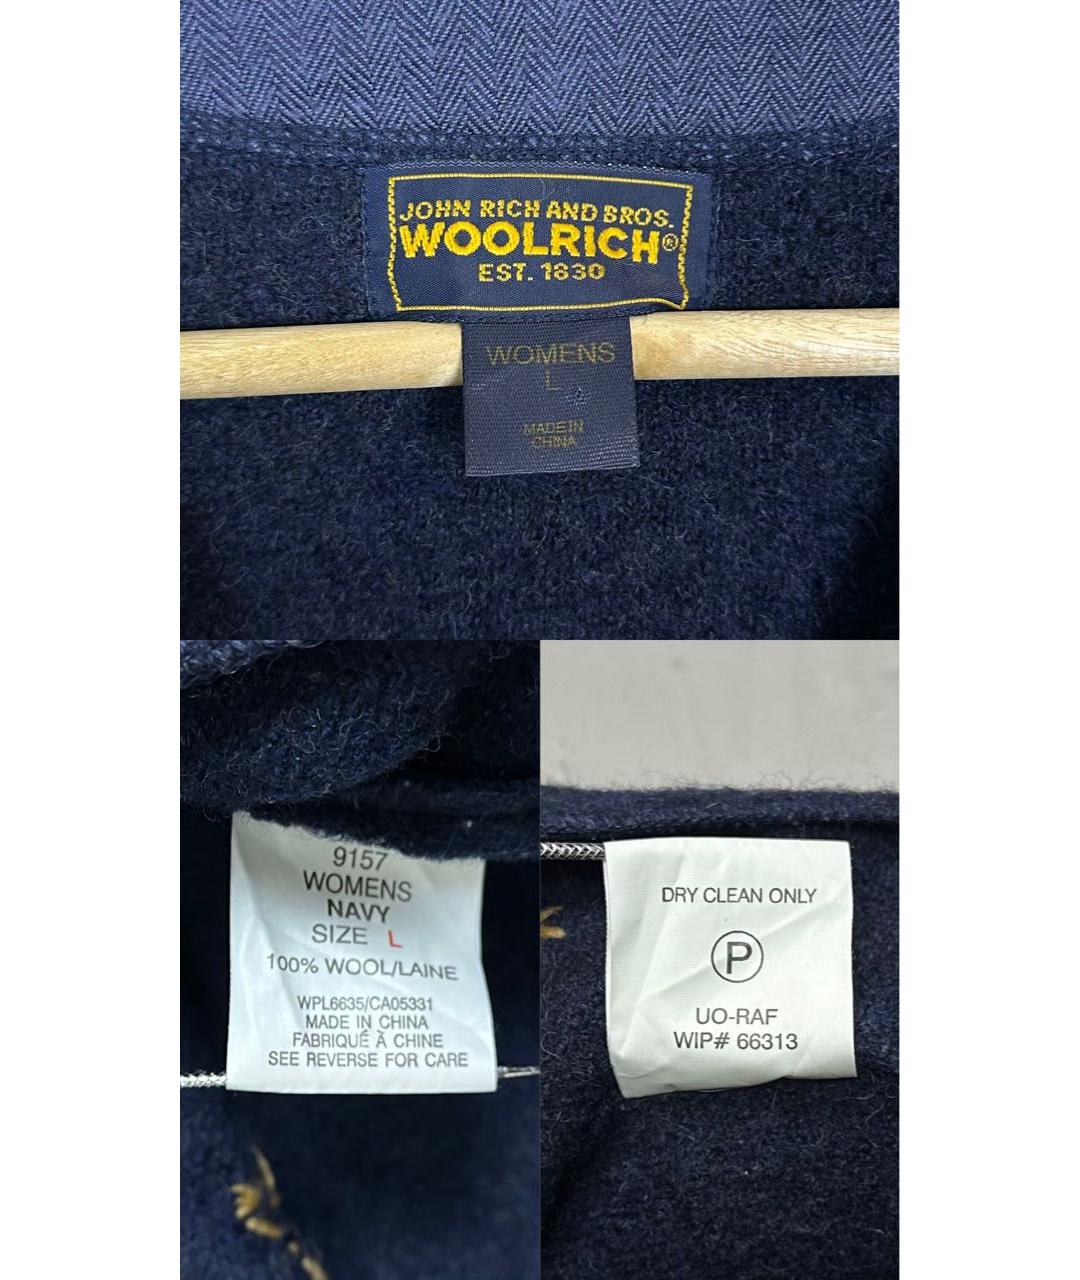 JOHN RICH AND BROS.
WOOLRICH®
EST. 1830
WOMENS
L
MADE IN
CHINA
9157
WOMENS
NAVY
SIZE L
100% WOOL/LAINE
WPL6635/CA05331
MADE IN CHINA
FABRIQUÉ À CHINE
SEE REVERSE FOR CARE
DRY CLEAN ONLY
P
UO-RAF
WIP# 66313